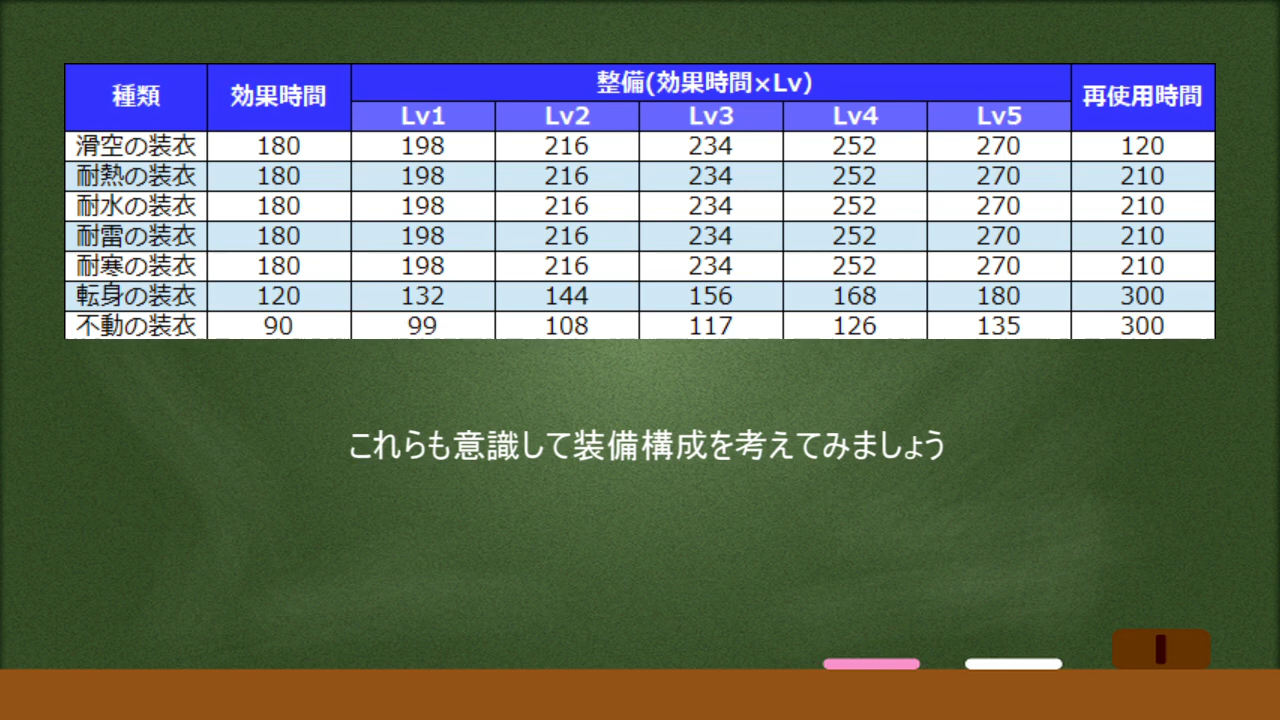 種類 効果時間 整備(効果時間×Lv) 再使用時間
Lv1 Lv2 Lv3 Lv4 Lv5
滑空の装衣 180 198 216 234 252 270 120
耐熱の装衣 180 198 216 234 252 270 210
耐水の装衣 180 198 216 234 252 270 210
耐雷の装衣 180 198 216 234 252 270 210
耐寒の装衣 180 198 216 234 252 270 210
転身の装衣 120 132 144 156 168 180 300
不動の装衣 90 99 108 117 126 135 300
これらも意識して装備構成を考えてみましょう